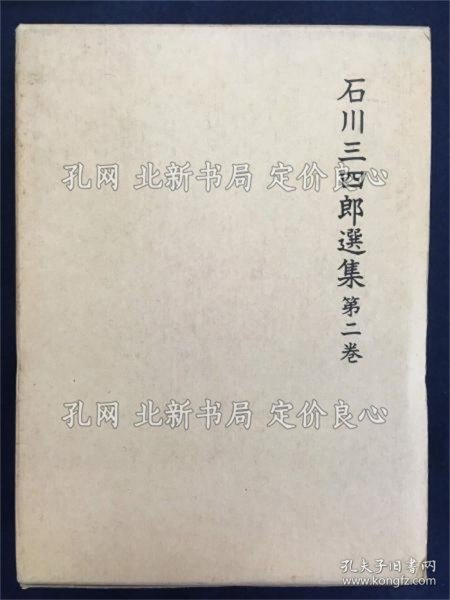 石川三四郎選集 第二巻
孔网 北新书局 定价良心
孔网 北新书局 定价良心
孔夫子旧书网
www.kongfz.com